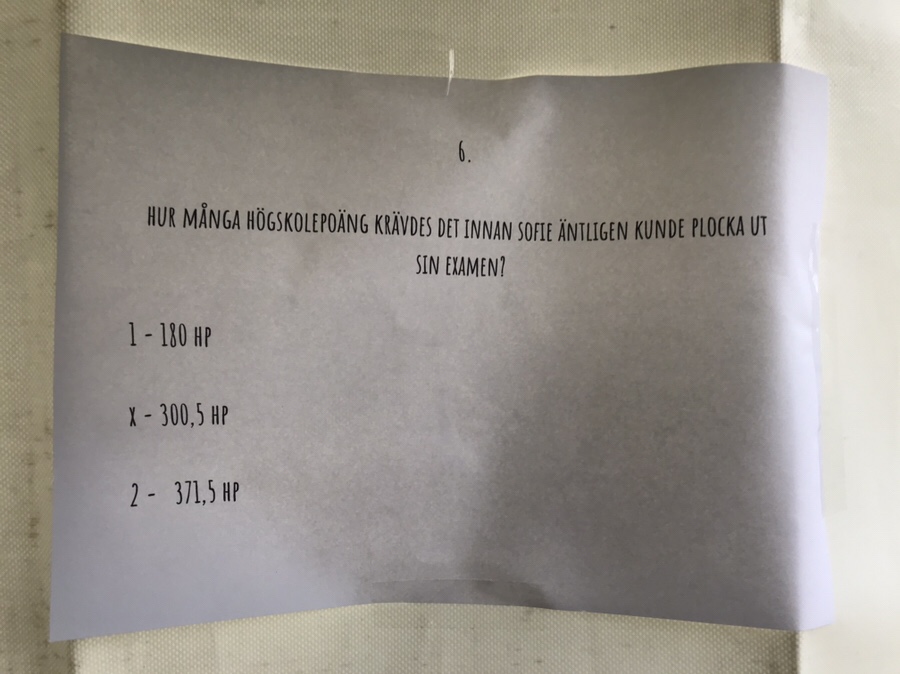 6.
HUR MÅNGA HÖGSKOLEPOÄNG KRÄVDES DET INNAN SOFIE ÄNTLIGEN KUNDE PLOCKA UT
SIN EXAMEN?
1 - 180 HP
X - 300,5 HP
2 - 371,5 HP